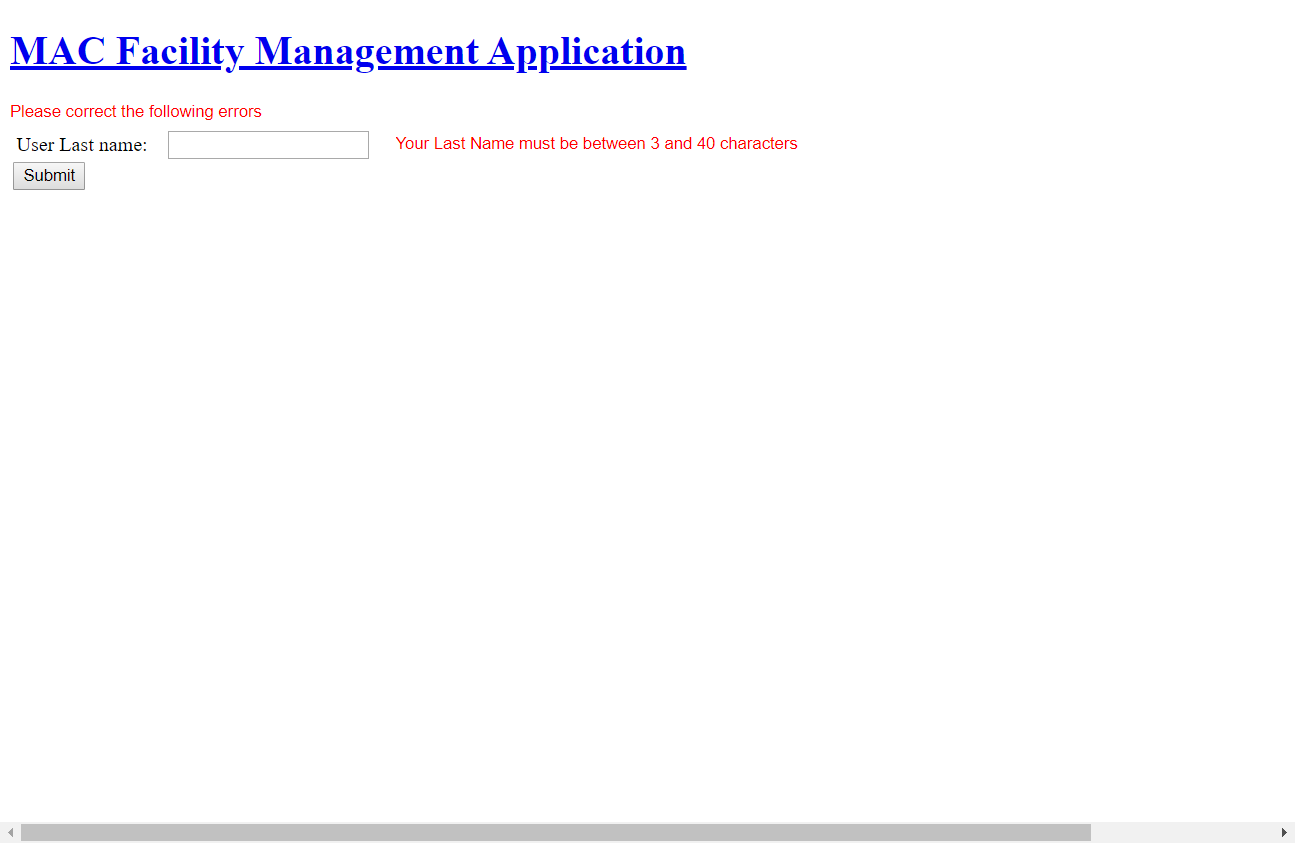 MAC Facility Management Application
Please correct the following errors
User Last name: Your Last Name must be between 3 and 40 characters
Submit